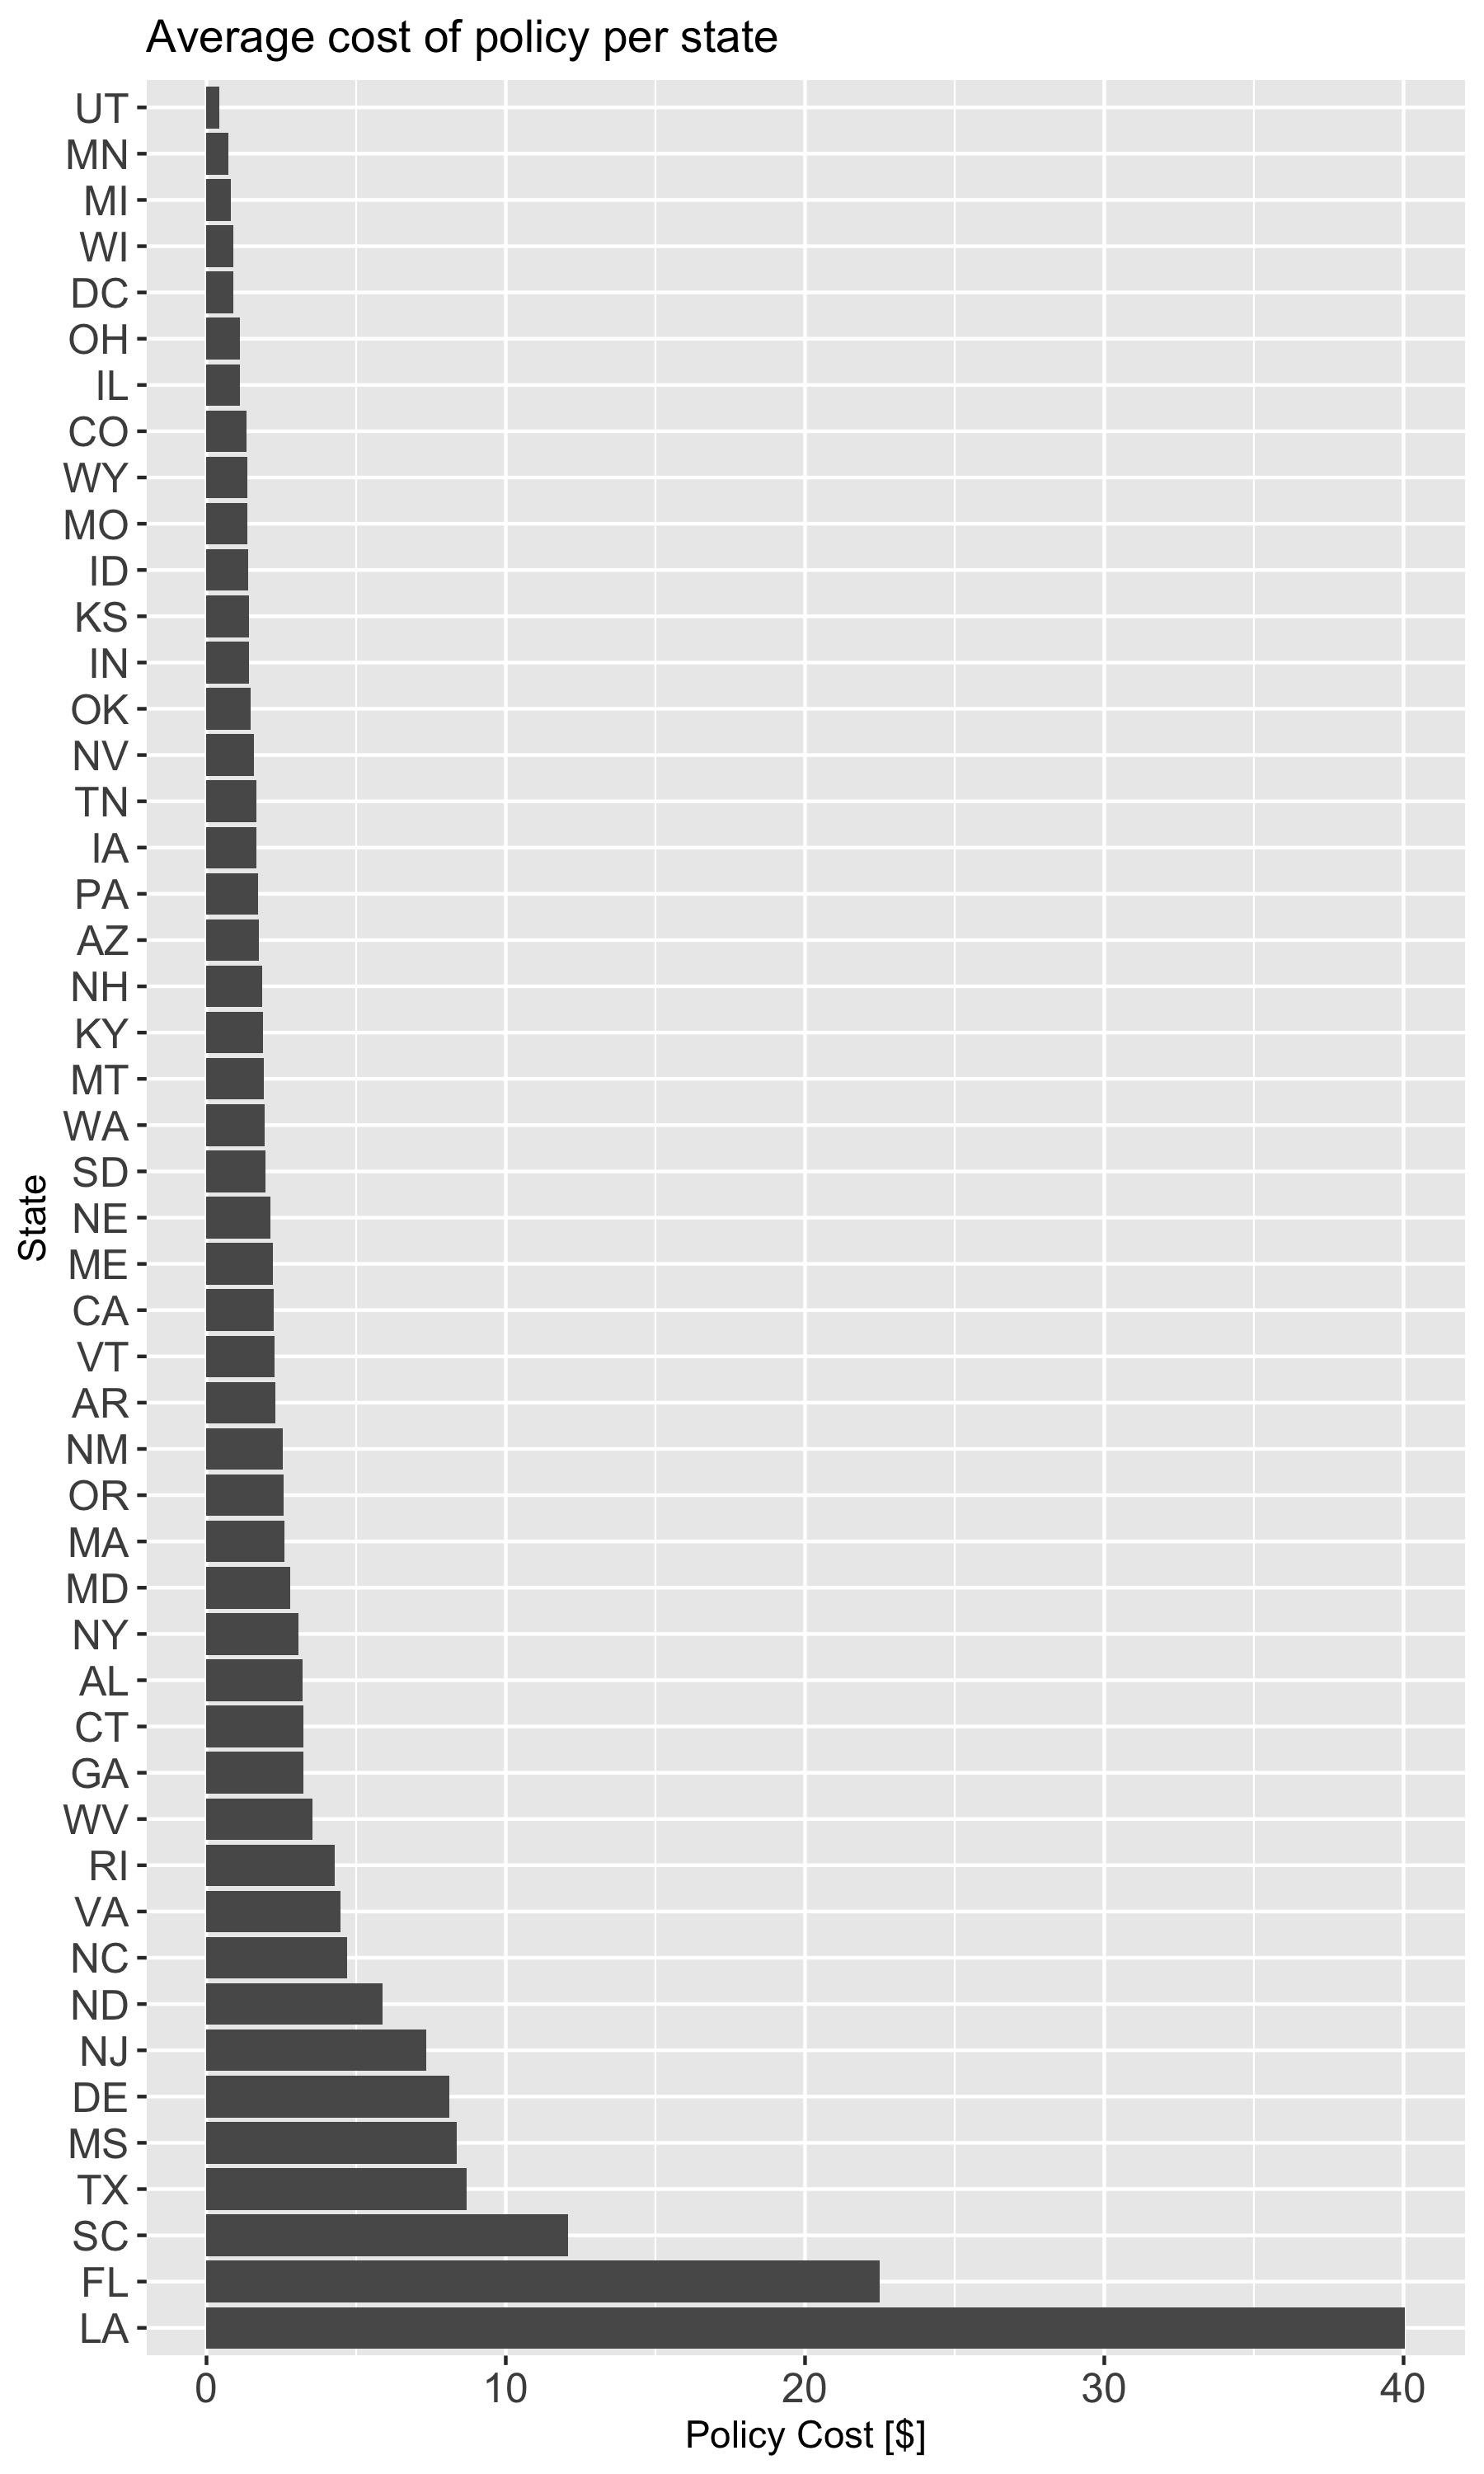 Average cost of policy per state
UT
MN
MI
WI
DC
OH
IL
CO
WY
MO
ID
KS
IN
OK
NV
TN
IA
PA
AZ
NH
KY
MT
WA
SD
NE
ME
CA
VT
AR
NM
OR
MA
MD
NY
AL
CT
GA
WV
RI
VA
NC
ND
NJ
DE
MS
TX
SC
FL
LA
State
0 10 20 30 40
Policy Cost [$]